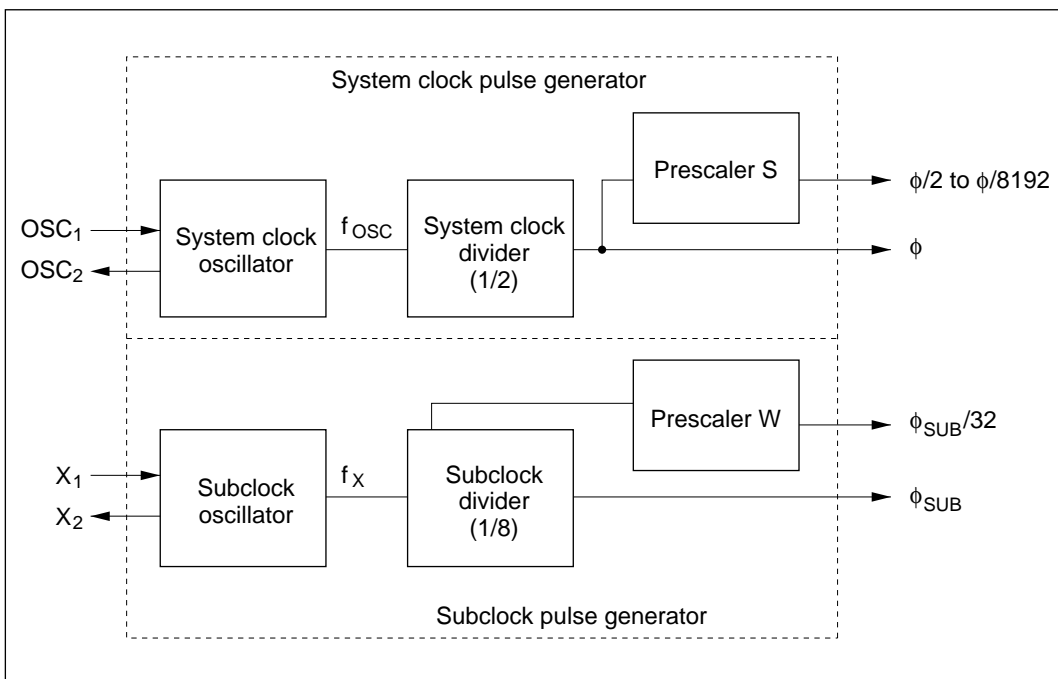 System clock pulse generator
Prescaler S
ϕ/2 to ϕ/8192
OSC1
OSC2
System clock
oscillator
fOSC
System clock
divider
(1/2)
ϕ
Prescaler W
ϕSUB/32
X1
X2
Subclock
oscillator
fX
Subclock
divider
(1/8)
ϕSUB
Subclock pulse generator